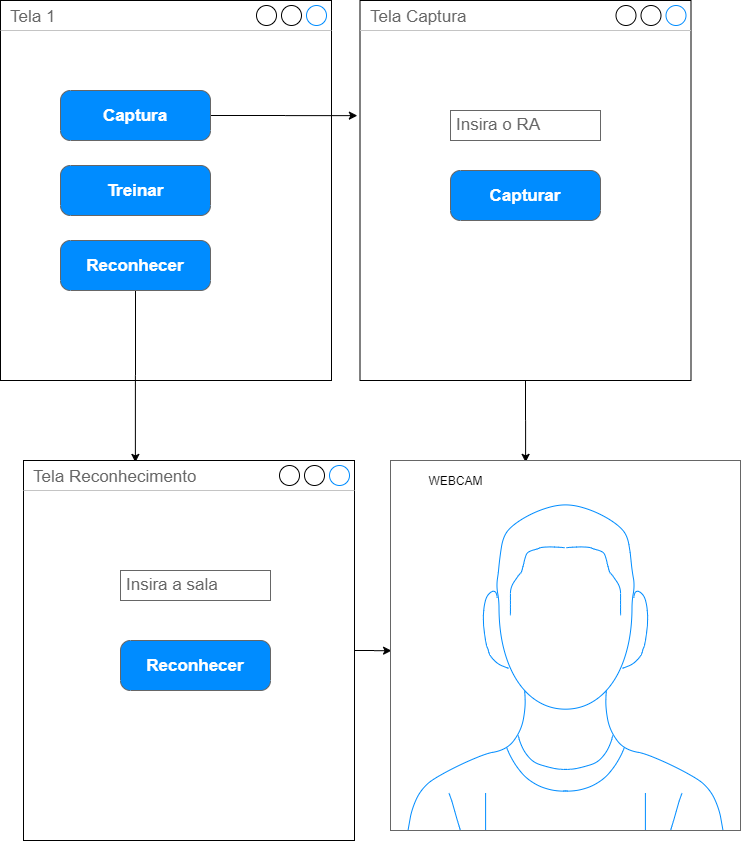 Tela 1
Captura
Treinar
Reconhecer
Tela Captura
Insira o RA
Capturar
Tela Reconhecimento
Insira a sala
Reconhecer
WEBCAM